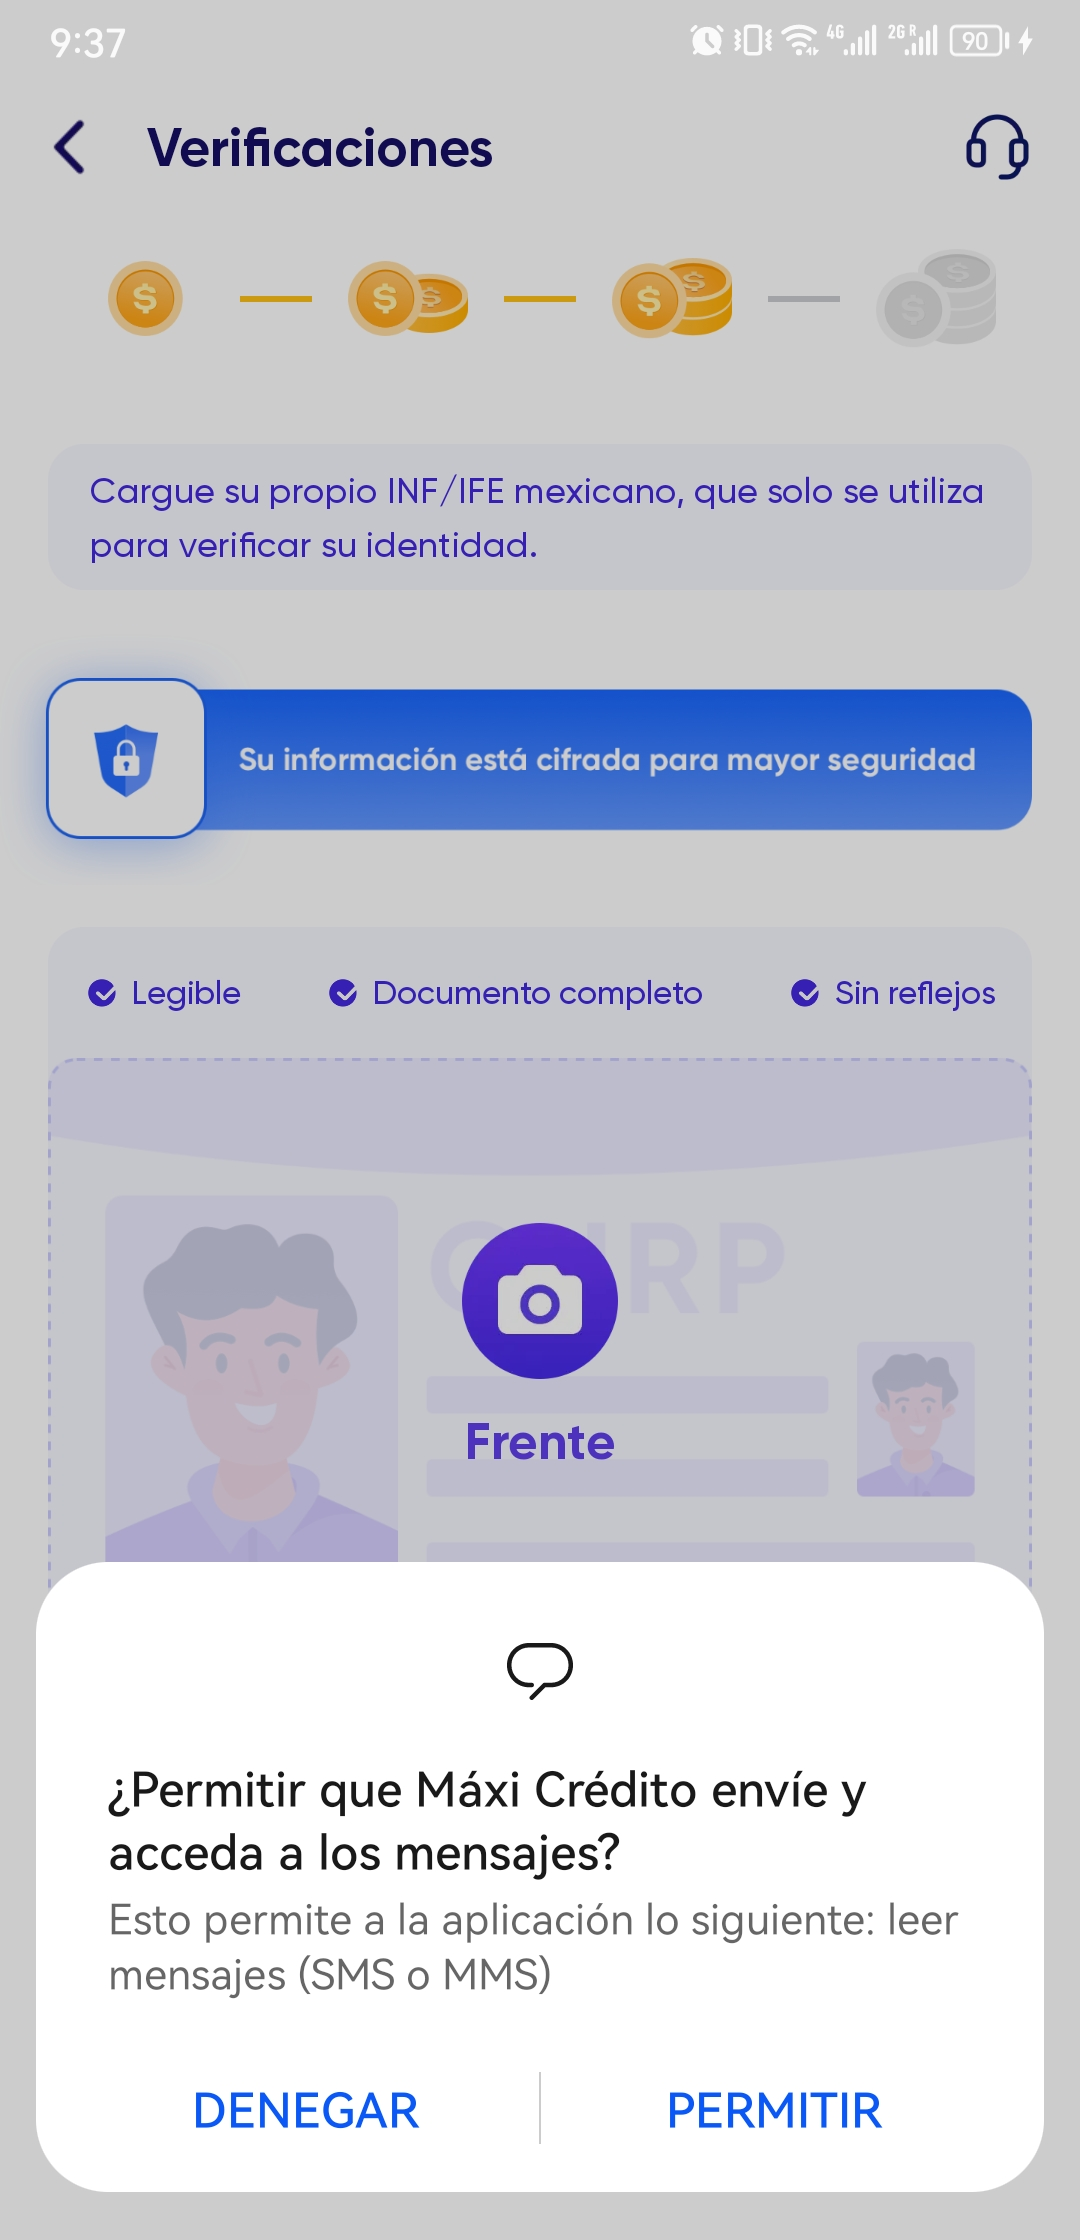 9:37
4G
2G R
90
Verificaciones
Cargue su propio INF/IFE mexicano, que solo se utiliza
para verificar su identidad.
Su información está cifrada para mayor seguridad
Legible
Documento completo
Sin reflejos
Frente
¿Permitir que Máxi Crédito envíe y
acceda a los mensajes?
Esto permite a la aplicación lo siguiente: leer
mensajes (SMS o MMS)
DENEGAR
PERMITIR